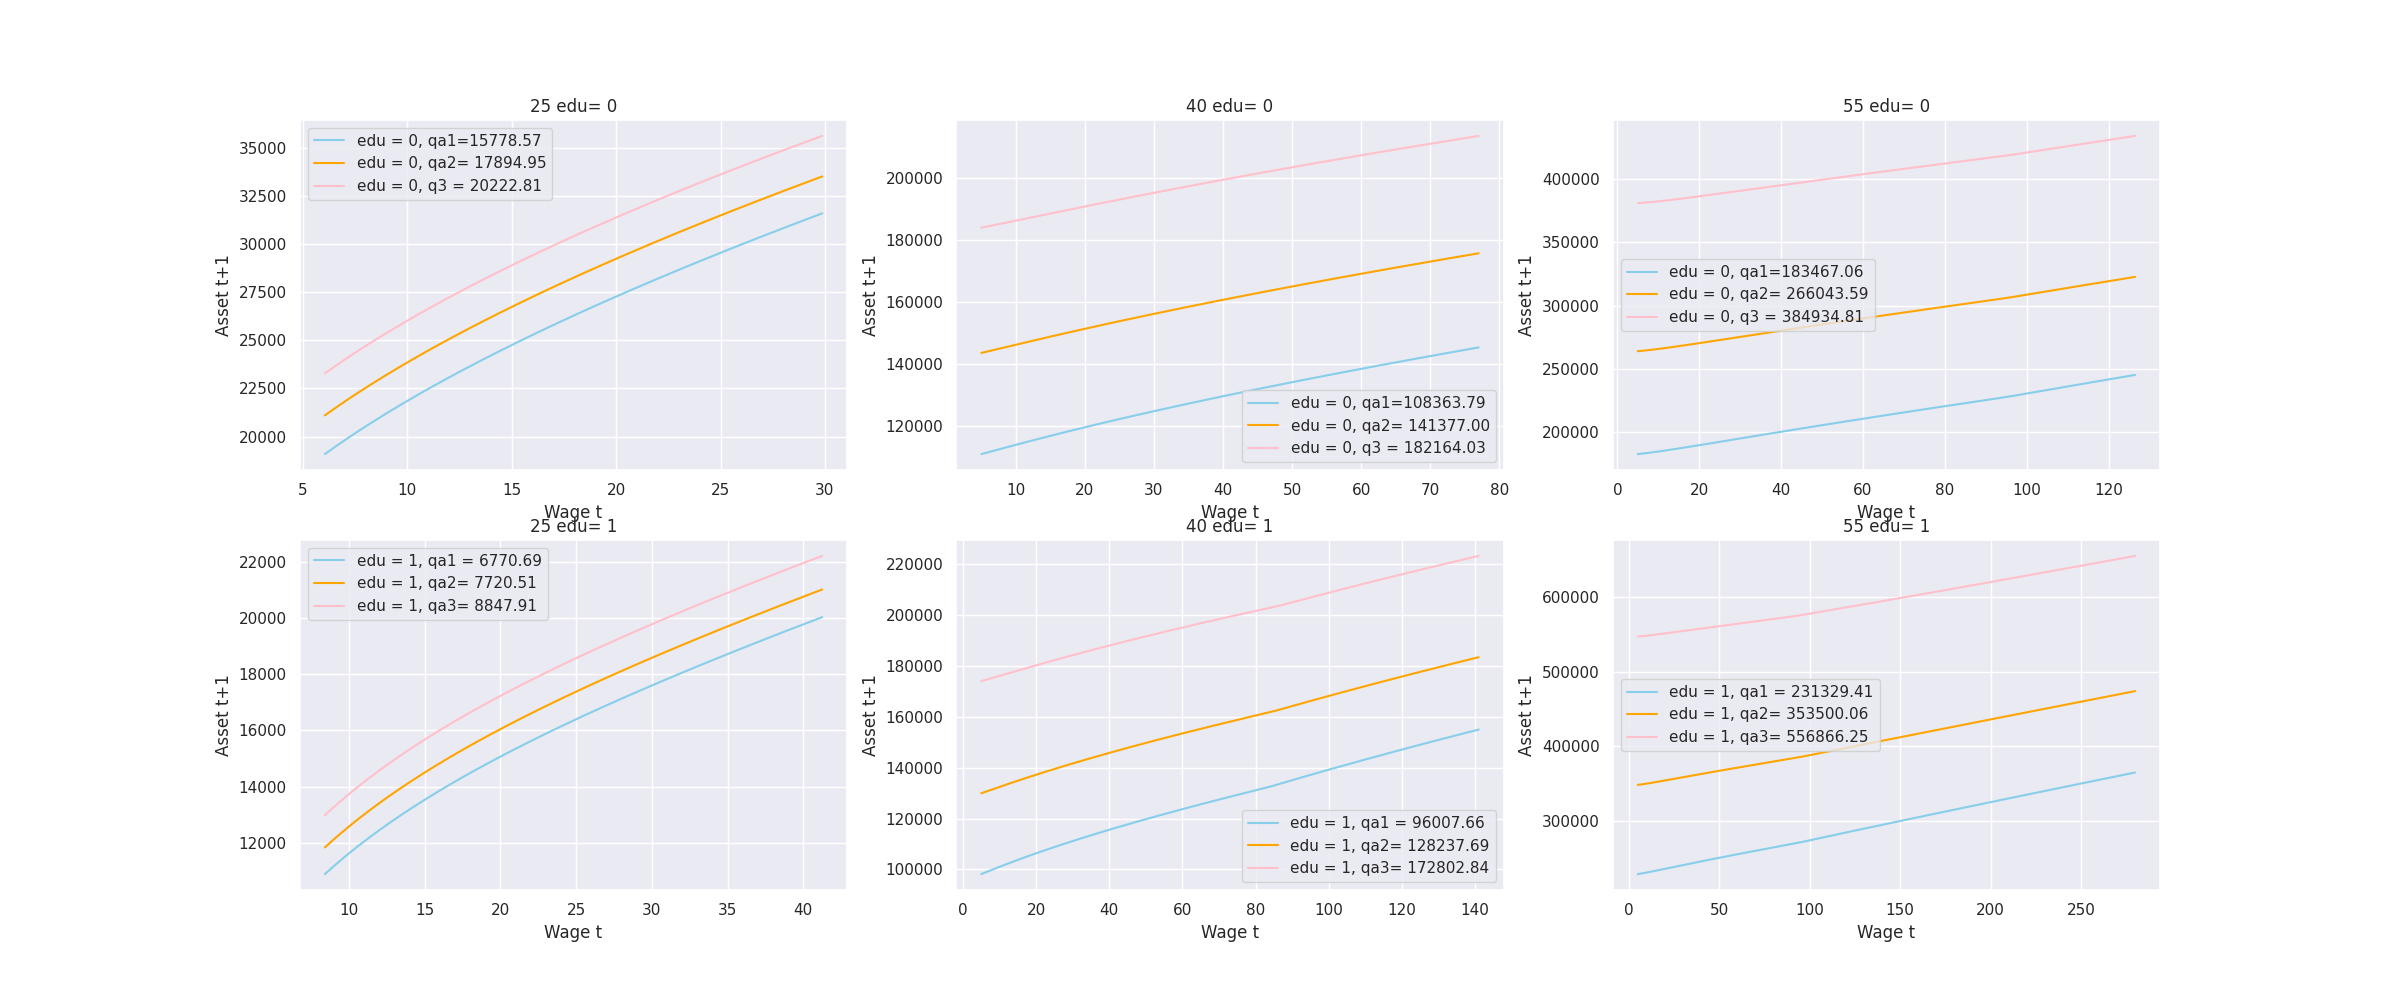 25 edu= 0
edu = 0, qa1=15778.57
edu = 0, qa2= 17894.95
edu = 0, q3 = 20222.81
35000
32500
30000
27500
25000
22500
20000
Asset t+1
5 10 15 20 25 30
Wage t
40 edu= 0
200000
180000
160000
140000
120000
Asset t+1
edu = 0, qa1=108363.79
edu = 0, qa2= 141377.00
edu = 0, q3 = 182164.03
10 20 30 40 50 60 70 80
Wage t
55 edu= 0
400000
350000
300000
250000
200000
Asset t+1
edu = 0, qa1=183467.06
edu = 0, qa2= 266043.59
edu = 0, q3 = 384934.81
0 20 40 60 80 100 120
Wage t
25 edu= 1
edu = 1, qa1 = 6770.69
edu = 1, qa2= 7720.51
edu = 1, qa3= 8847.91
22000
20000
18000
16000
14000
12000
Asset t+1
10 15 20 25 30 35 40
Wage t
40 edu= 1
220000
200000
180000
160000
140000
120000
100000
Asset t+1
edu = 1, qa1 = 96007.66
edu = 1, qa2= 128237.69
edu = 1, qa3= 172802.84
0 20 40 60 80 100 120 140
Wage t
55 edu= 1
600000
500000
400000
300000
Asset t+1
edu = 1, qa1 = 231329.41
edu = 1, qa2= 353500.06
edu = 1, qa3= 556866.25
0 50 100 150 200 250
Wage t